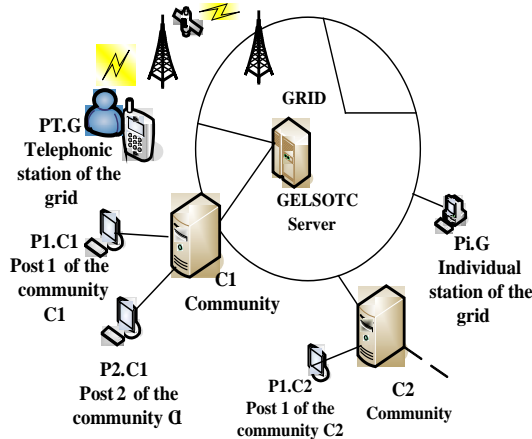 GRID
PT.G
Telephonic
station of the
grid
GELSOTC
Server
P1.C1
Post 1 of the
community
C1
C1
Community
Pi.G
Individual
station of the
grid
P2.C1
Post 2 of the
community C1
P1.C2
Post 1 of the
community C2
C2
Community